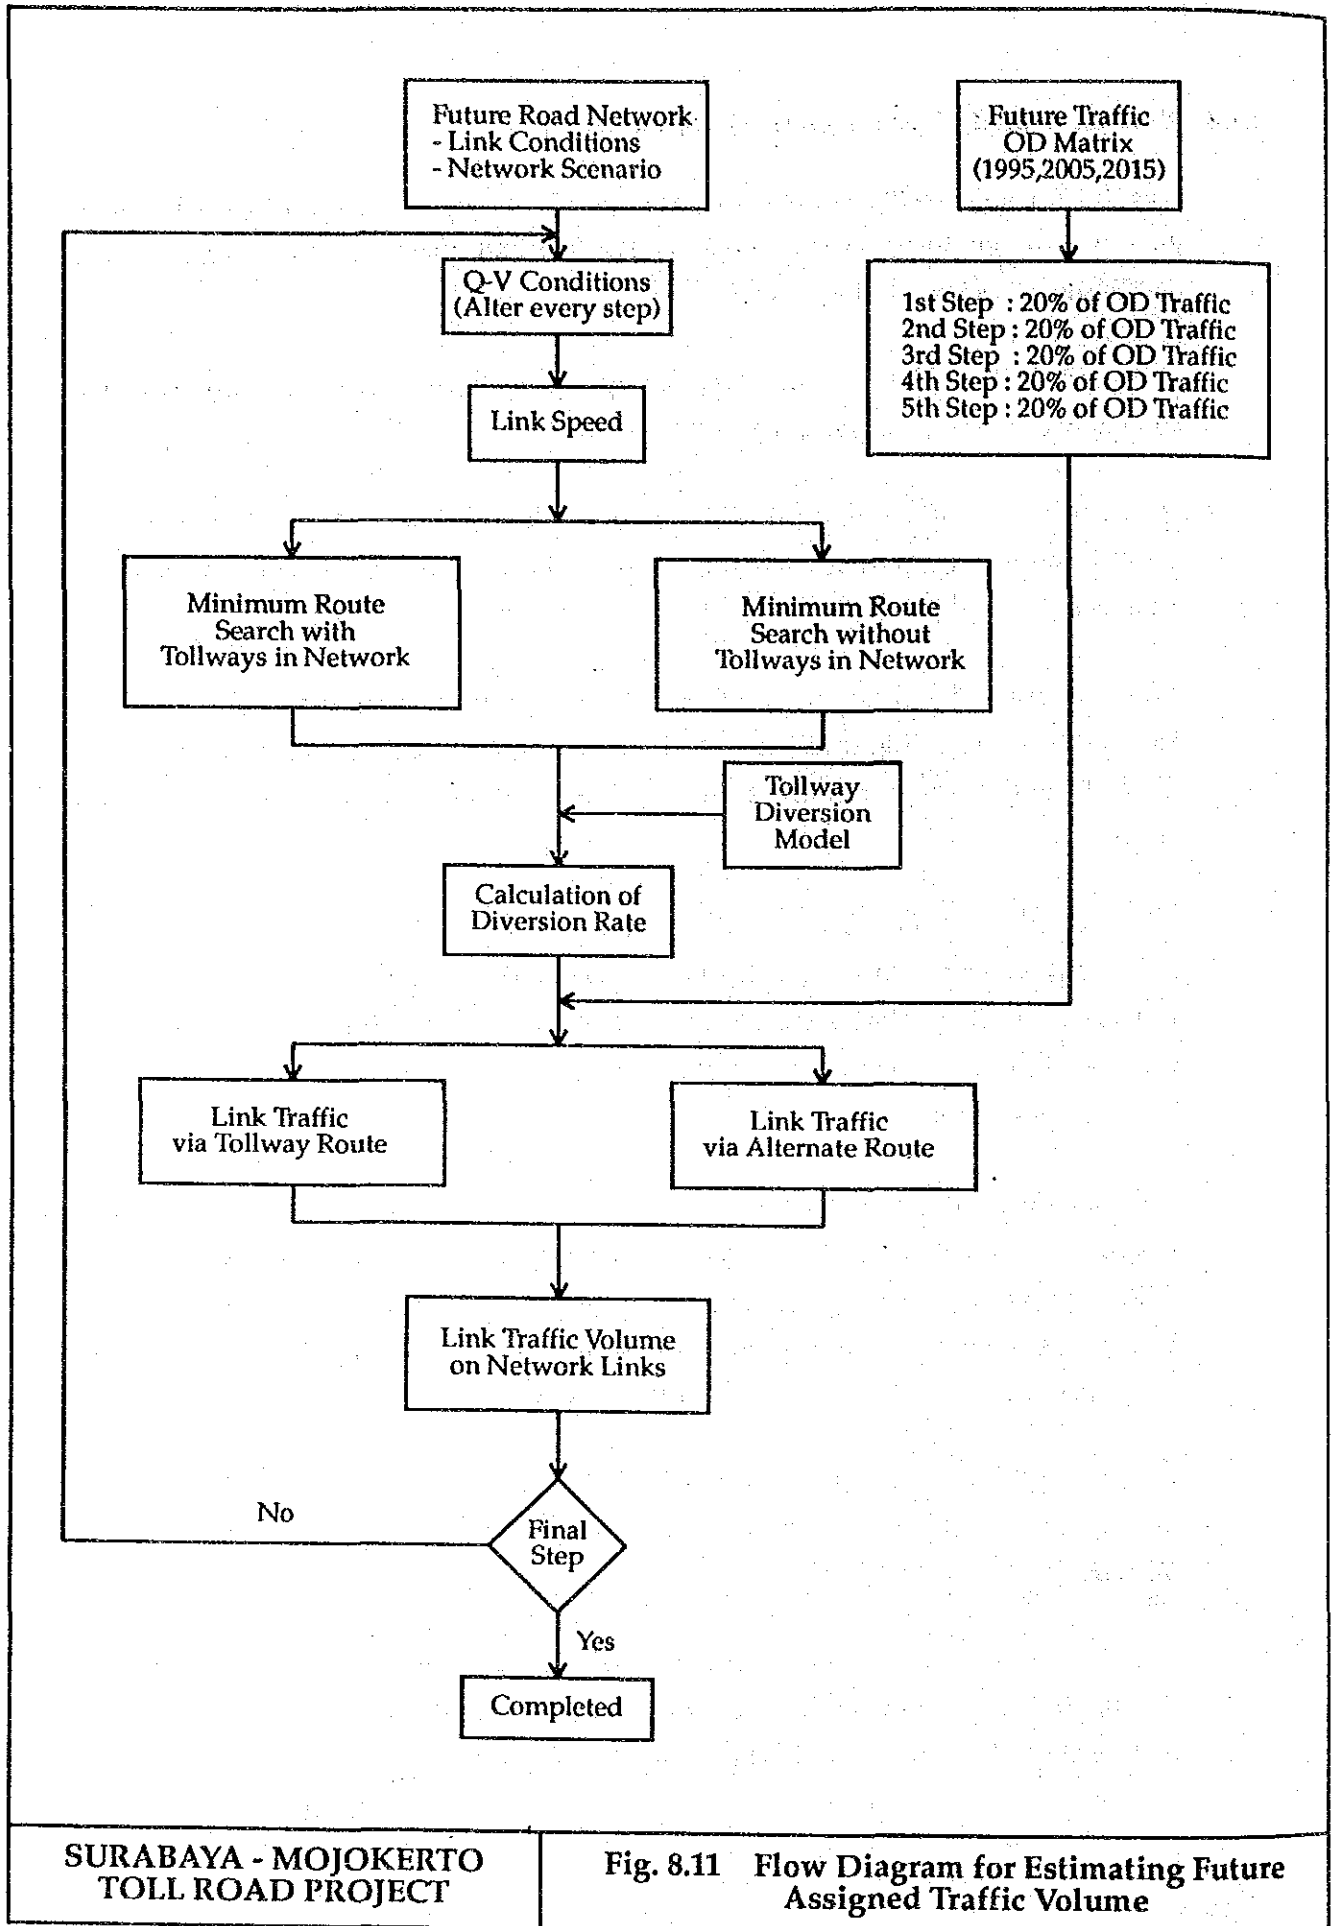 Future Road Network
- Link Conditions
- Network Scenario
Future Traffic
OD Matrix
(1995,2005,2015)
Q-V Conditions
(Alter every step)
1st Step : 20% of OD Traffic
2nd Step : 20% of OD Traffic
3rd Step : 20% of OD Traffic
4th Step : 20% of OD Traffic
5th Step : 20% of OD Traffic
Link Speed
Minimum Route
Search with
Tollways in Network
Minimum Route
Search without
Tollways in Network
Tollway
Diversion
Model
Calculation of
Diversion Rate
Link Traffic
via Tollway Route
Link Traffic
via Alternate Route
Link Traffic Volume
on Network Links
No
Final
Step
Yes
Completed
SURABAYA - MOJOKERTO
TOLL ROAD PROJECT
Fig. 8.11 Flow Diagram for Estimating Future
Assigned Traffic Volume